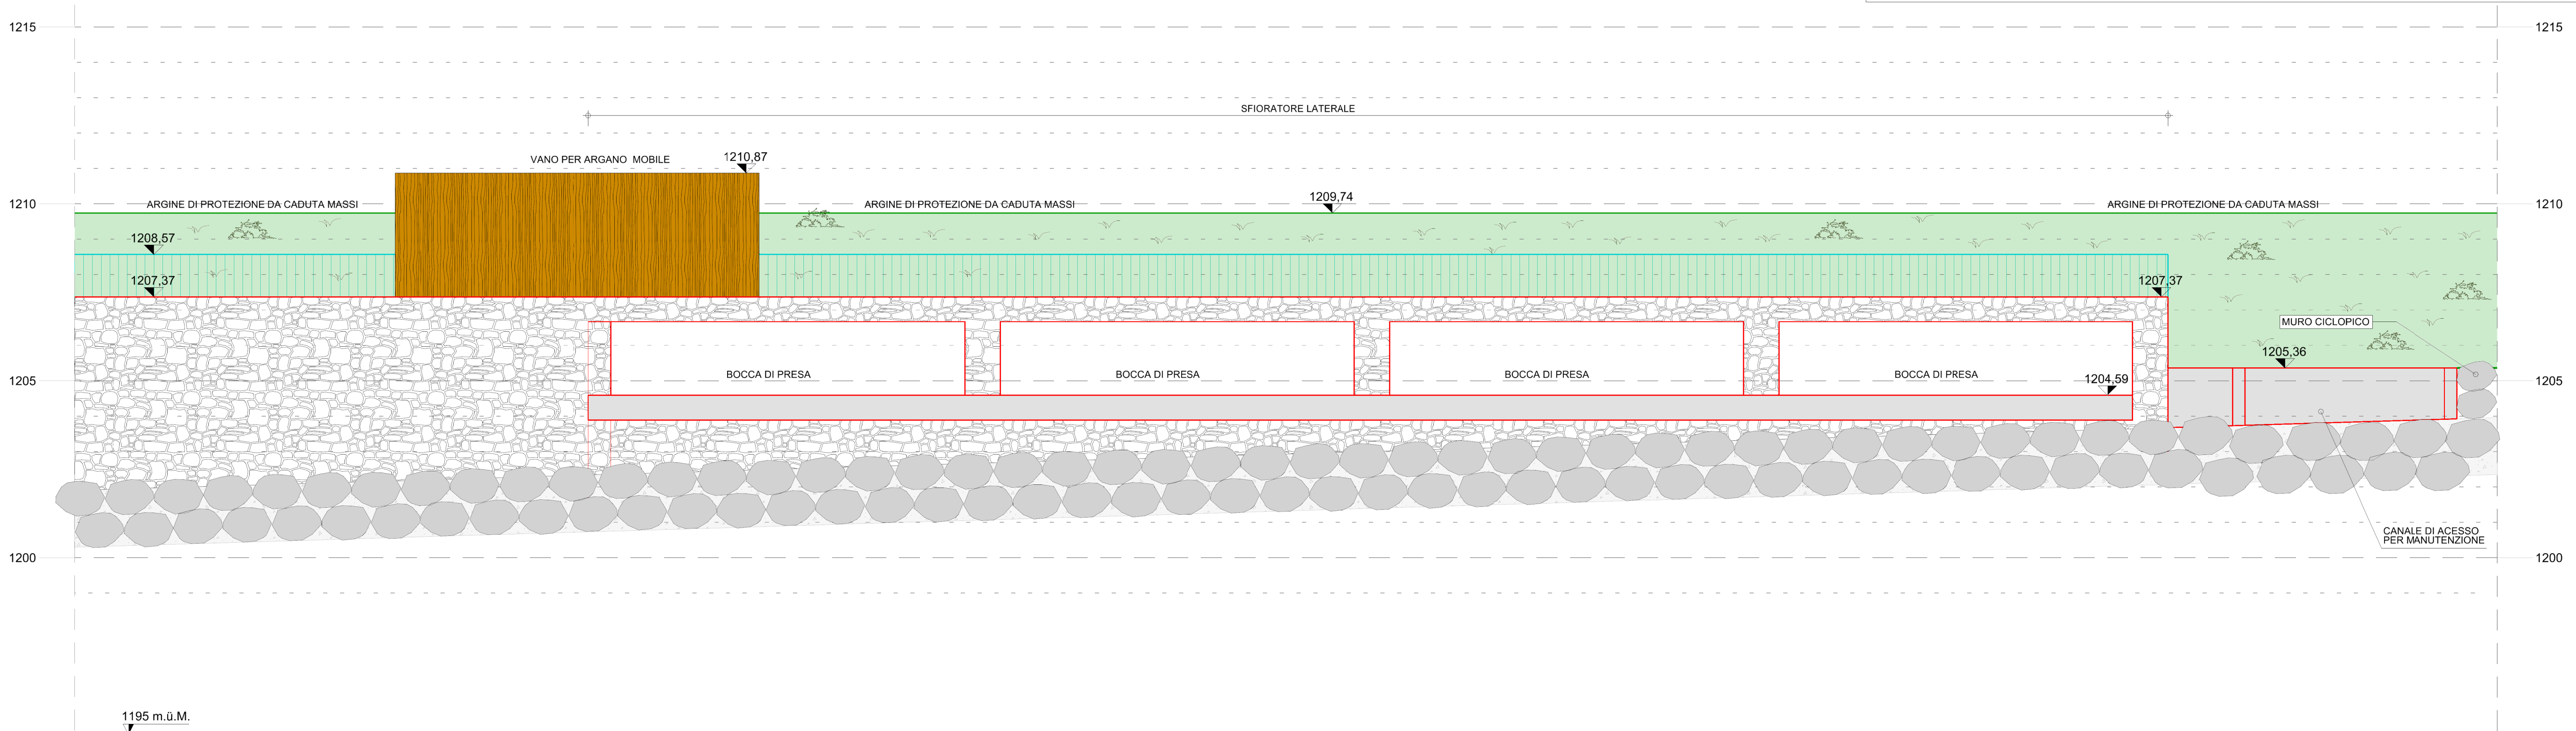 1215
1215
SFIORATORE LATERALE
VANO PER ARGANO MOBILE
1210,87
1210
ARGINE DI PROTEZIONE DA CADUTA MASSI
ARGINE DI PROTEZIONE DA CADUTA MASSI
1209,74
ARGINE DI PROTEZIONE DA CADUTA MASSI
1210
1208,57
1207,37
1207,37
MURO CICLOPICO
1205,36
1205
BOCCA DI PRESA
BOCCA DI PRESA
BOCCA DI PRESA
BOCCA DI PRESA
1204,59
1205
CANALE DI ACESSO
PER MANUTENZIONE
1200
1200
1195 m.ü.M.